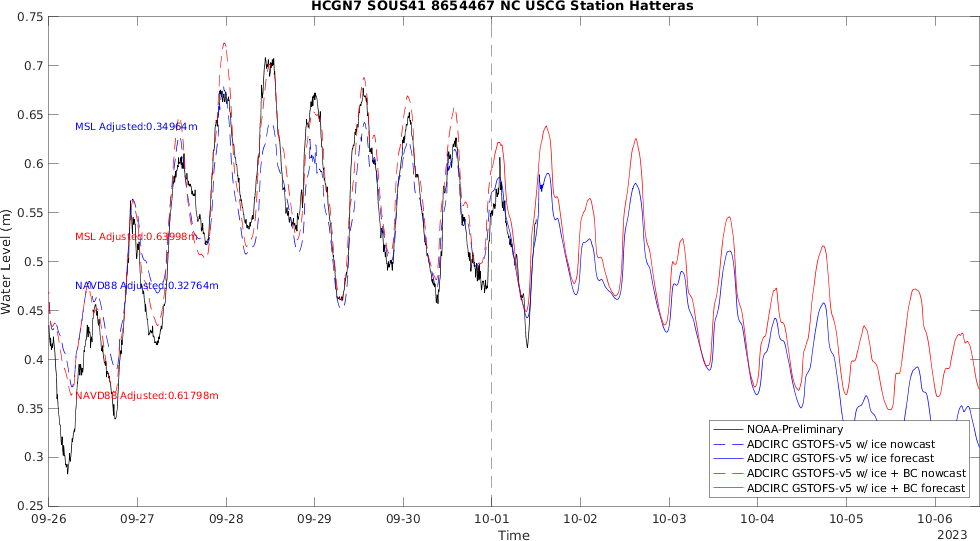 HCGN7 SOUS41 8654467 NC USCG Station Hatteras
Water Level (m)
0.75
0.7
0.65
0.6
0.55
0.5
0.45
0.4
0.35
0.3
0.25
MSL Adjusted:0.34964m
MSL Adjusted:0.63998m
NAVD88 Adjusted:0.32764m
NAVD88 Adjusted:0.61798m
NOAA-Preliminary
ADCIRC GSTOFS-v5 w/ ice nowcast
ADCIRC GSTOFS-v5 w/ ice forecast
ADCIRC GSTOFS-v5 w/ ice + BC nowcast
ADCIRC GSTOFS-v5 w/ ice + BC forecast
09-26 09-27 09-28 09-29 09-30 10-01 10-02 10-03 10-04 10-05 10-06
Time
2023